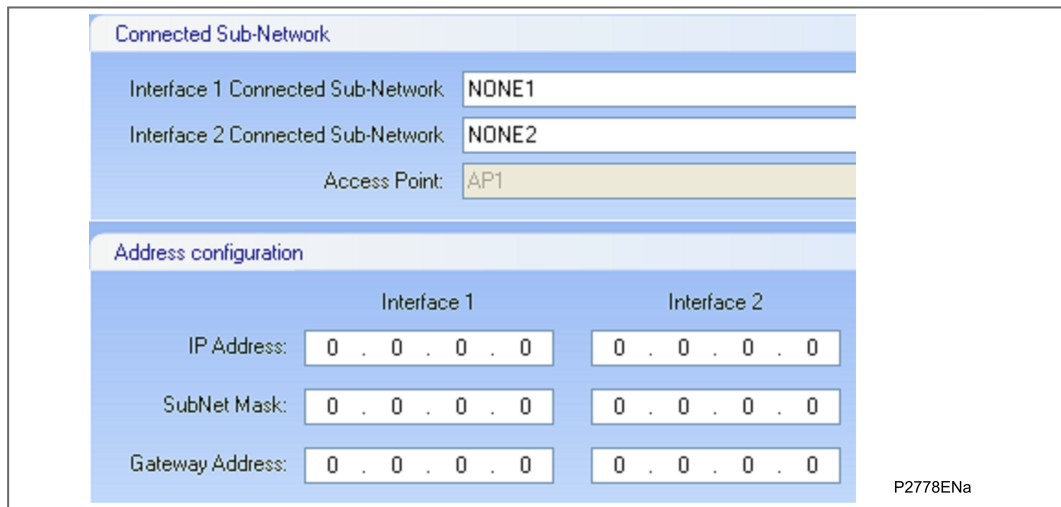 Connected Sub-Network
Interface 1 Connected Sub-Network NONE1
Interface 2 Connected Sub-Network NONE2
Access Point: AP1
Address configuration
Interface 1 Interface 2
IP Address: 0 . 0 . 0 . 0 0 . 0 . 0 . 0
SubNet Mask: 0 . 0 . 0 . 0 0 . 0 . 0 . 0
Gateway Address: 0 . 0 . 0 . 0 0 . 0 . 0 . 0
P2778ENa